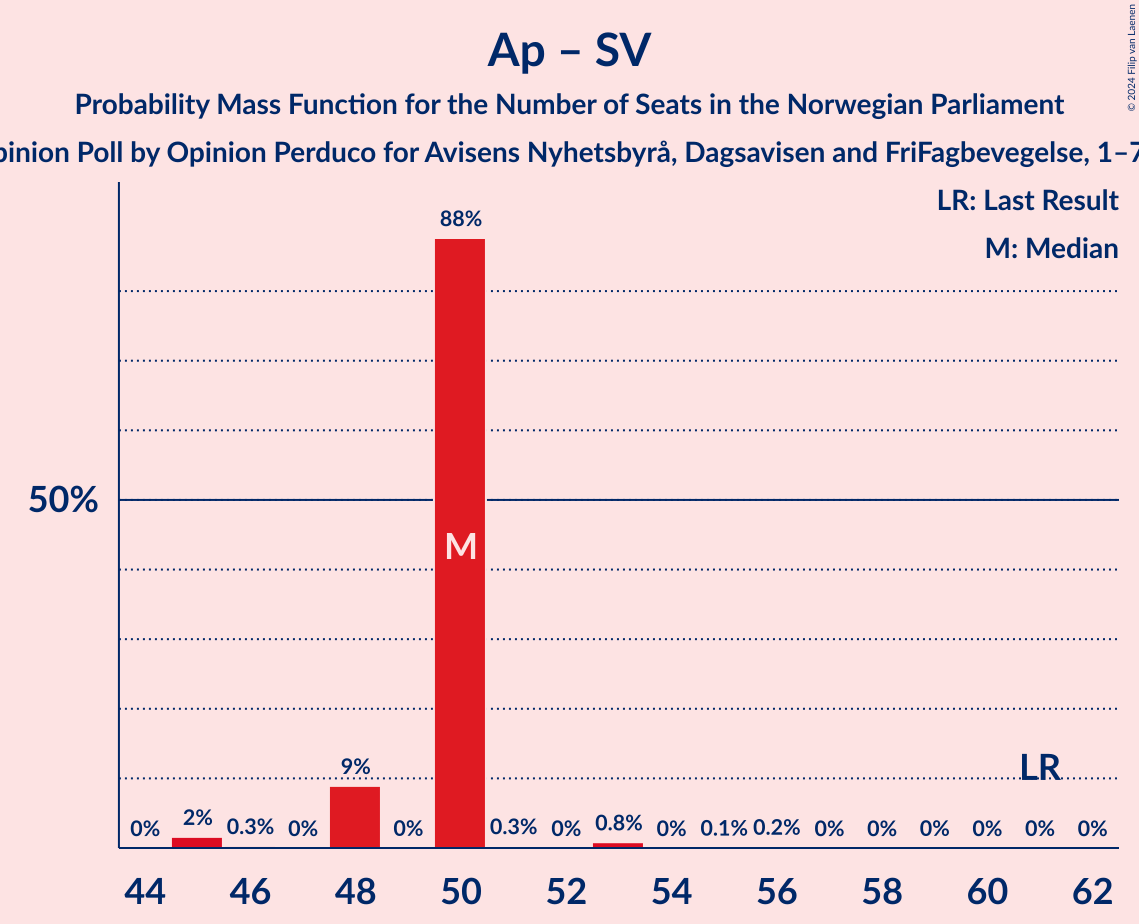 Ap – SV
Probability Mass Function for the Number of Seats in the Norwegian Parliament
Opinion Poll by Opinion Perduco for Avisens Nyhetsbyrå, Dagsavisen and FriFagbevegelse, 1–7
© 2024 Filip van Laenen
LR: Last Result
M: Median
88%
50%
M
9%
LR
0% 2% 0.3% 0% 0% 0.3% 0% 0.8% 0% 0.1% 0.2% 0% 0% 0% 0% 0% 0%
44 46 48 50 52 54 56 58 60 62